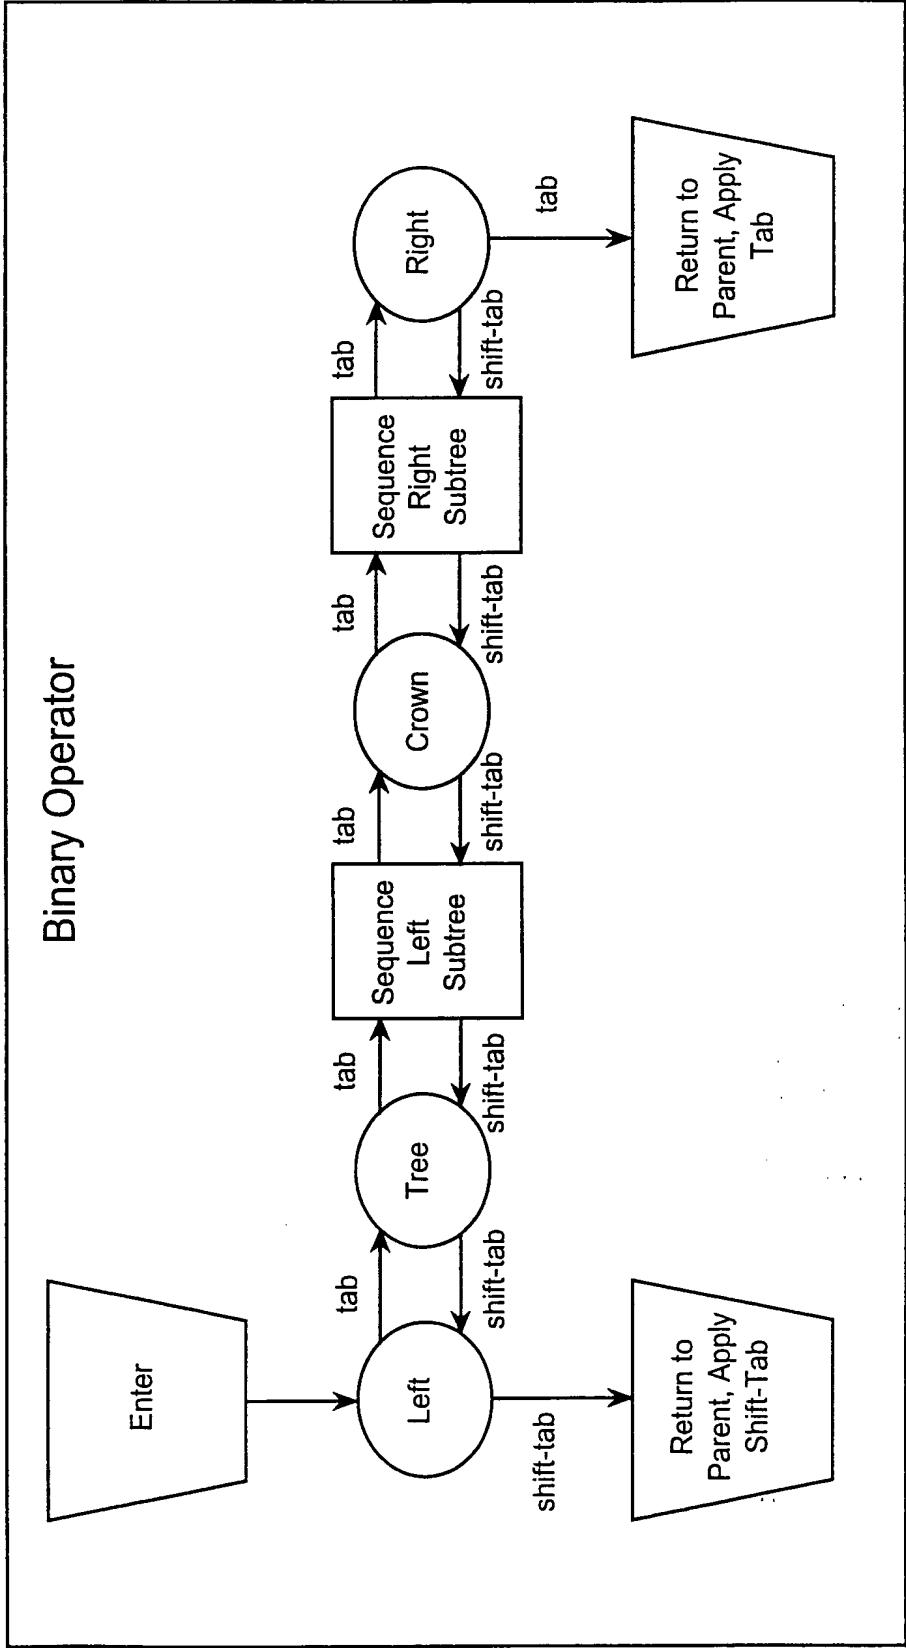 Binary Operator
Enter
Left
tab
shift-tab
Tree
tab
shift-tab
Sequence
Left
Subtree
tab
shift-tab
Crown
tab
shift-tab
Sequence
Right
Subtree
tab
shift-tab
Right
shift-tab
tab
Return to
Parent, Apply
Shift-Tab
Return to
Parent, Apply
Tab